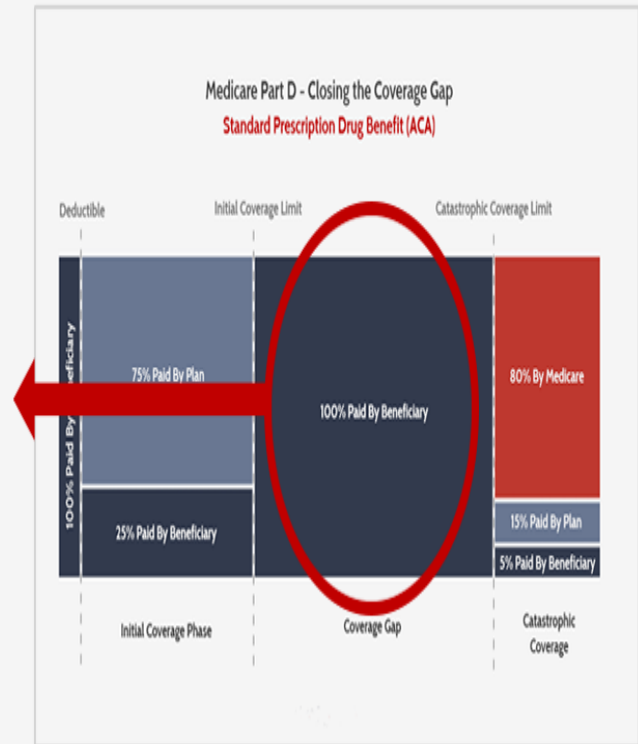 Medicare Part D - Closing the Coverage Gap
Standard Prescription Drug Benefit (ACA)
Deductible
Initial Coverage Limit
Catastrophic Coverage Limit
100% Paid By Beneficiary
75% Paid By Plan
25% Paid By Beneficiary
100% Paid By Beneficiary
80% By Medicare
15% Paid By Plan
5% Paid By Beneficiary
Initial Coverage Phase
Coverage Gap
Catastrophic
Coverage